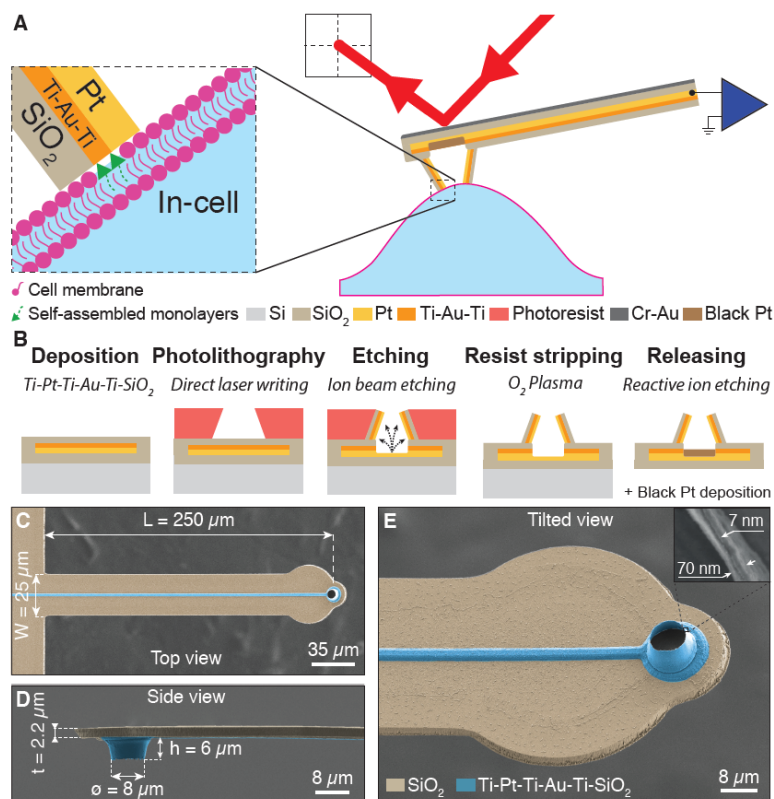 A
Pt
Ti-Au-Ti
SiO2
In-cell
Cell membrane
Self-assembled monolayers
Si
SiO2
Pt
Ti-Au-Ti
Photoresist
Cr-Au
Black Pt
B
Deposition
Ti-Pt-Ti-Au-Ti-SiO2
Photolithography
Direct laser writing
Etching
Ion beam etching
Resist stripping
O2 Plasma
Releasing
Reactive ion etching
+ Black Pt deposition
C
L = 250 µm
W = 25 µm
Top view
35 µm
D
Side view
t = 2.2 µm
h = 6 µm
ø = 8 µm
8 µm
E
Tilted view
7 nm
70 nm
SiO2
Ti-Pt-Ti-Au-Ti-SiO2
8 µm